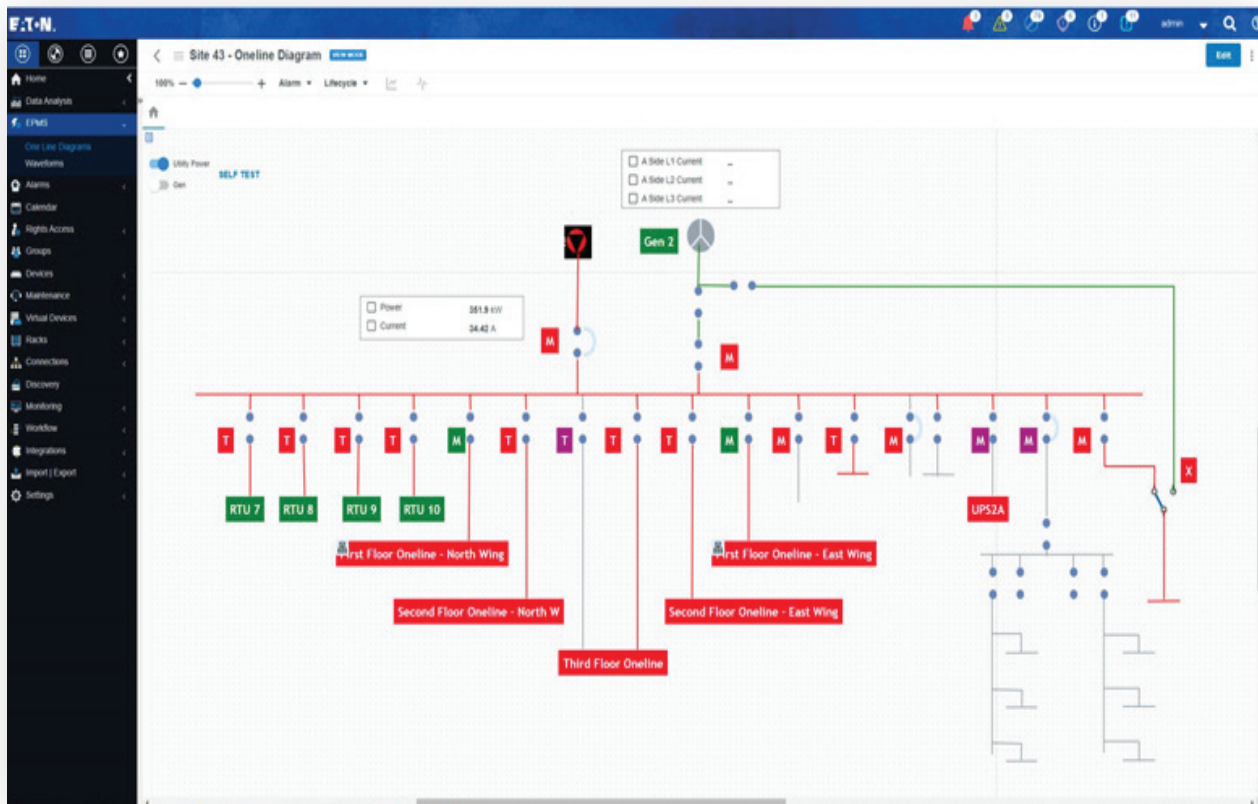 E·T·N.
admin
Site 43 - Oneline Diagram VIEW MODE
Edit
100% Alarm Lifecycle
Home
Data Analysis
EPMS
One Line Diagrams
Waveforms
Alarms
Calendar
Rights Access
Groups
Devices
Maintenance
Virtual Devices
Racks
Connections
Discovery
Monitoring
Workflow
Integrations
Import | Export
Settings
Utility Power
SELF TEST
Gen
A Side L1 Current --
A Side L2 Current --
A Side L3 Current --
Gen 2
Power 351.9 kW
Current 34.42 A
M
M
T T T T M T T T T M M T M M M M
X
RTU 7 RTU 8 RTU 9 RTU 10 UPS2A
First Floor Oneline - North Wing First Floor Oneline - East Wing
Second Floor Oneline - North W Second Floor Oneline - East Wing
Third Floor Oneline